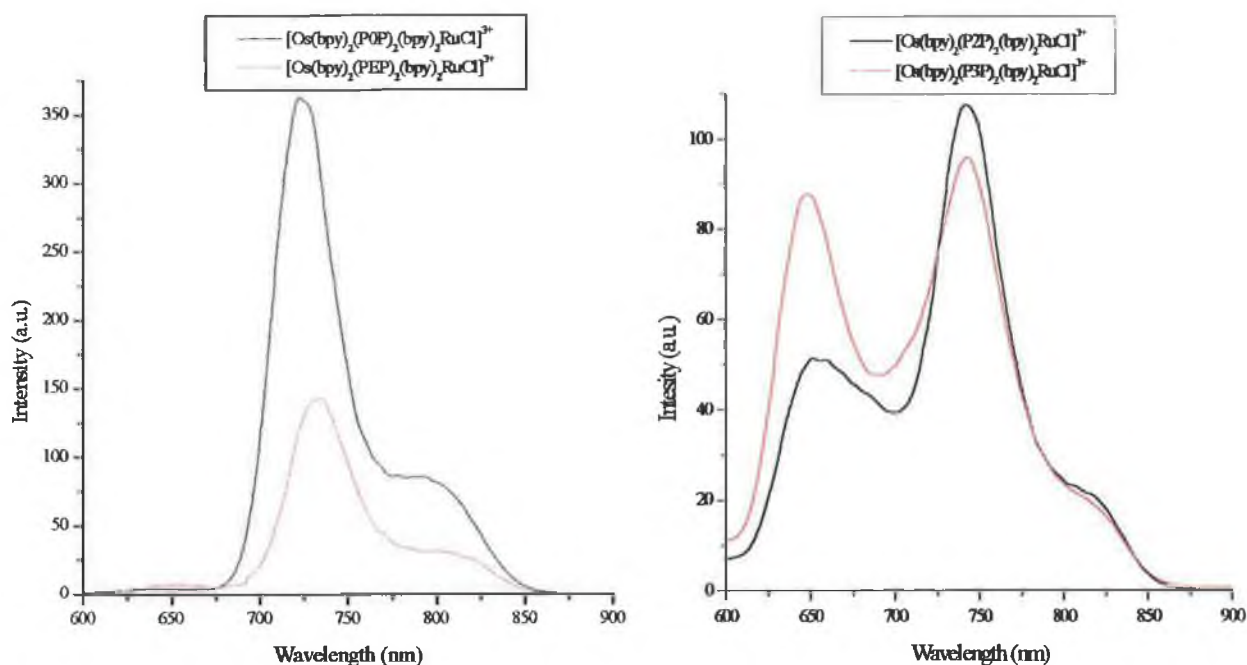 [Os(bpy)₂(P0P)₂(bpy)₂RuCl]³⁺
[Os(bpy)₂(PEP)₂(bpy)₂RuCl]³⁺
350
300
250
200
150
100
50
0
Intensity (a.u.)
600 650 700 750 800 850 900
Wavelength (nm)
[Os(bpy)₂(P2P)₂(bpy)₂RuCl]³⁺
[Os(bpy)₂(P3P)₂(bpy)₂RuCl]³⁺
100
80
60
40
20
0
Intesity (a.u.)
600 650 700 750 800 850 900
Wavelength (nm)